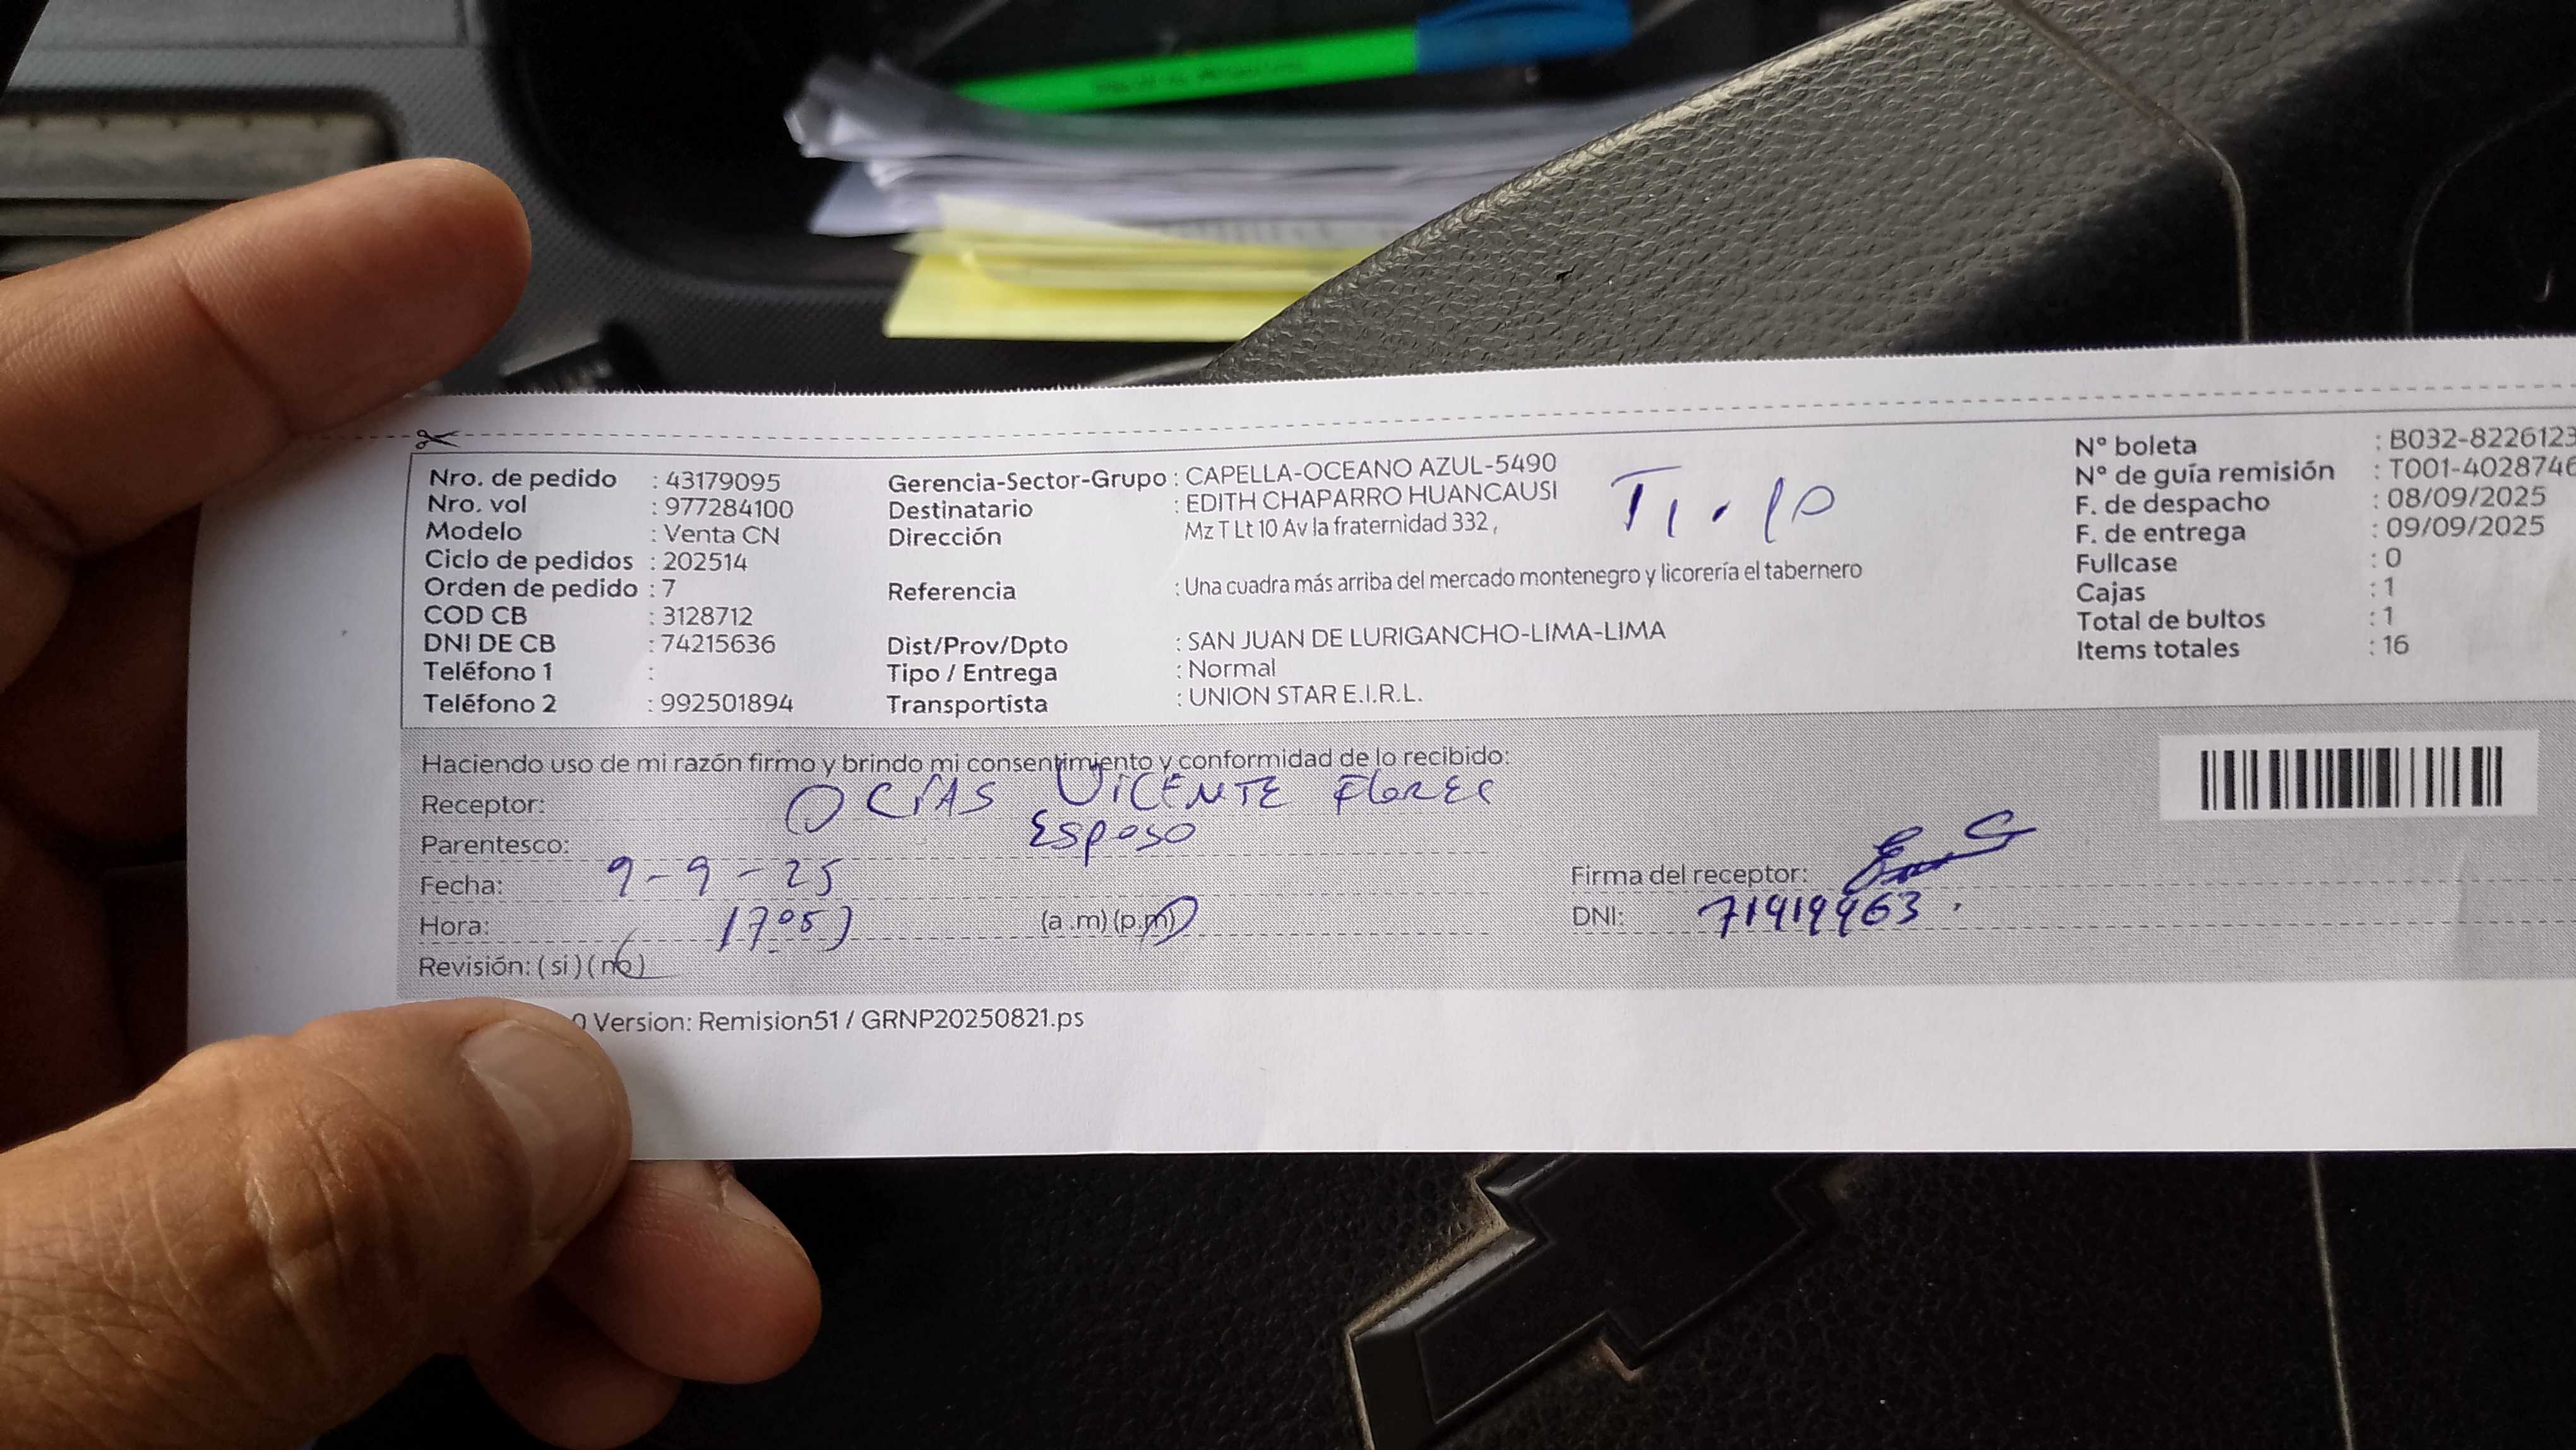 Nro. de pedido : 43179095
Nro. vol : 977284100
Modelo : Venta CN
Ciclo de pedidos : 202514
Orden de pedido : 7
COD CB : 3128712
DNI DE CB : 74215636
Teléfono 1 :
Teléfono 2 : 992501894
Gerencia-Sector-Grupo : CAPELLA-OCEANO AZUL-5490
Destinatario : EDITH CHAPARRO HUANCAUSI
Dirección Mz T Lt 10 Av la fraternidad 332 ,
Referencia : Una cuadra más arriba del mercado montenegro y licorería el tabernero
Dist/Prov/Dpto : SAN JUAN DE LURIGANCHO-LIMA-LIMA
Tipo / Entrega : Normal
Transportista : UNION STAR E.I.R.L.
N° boleta : B032-8226123
N° de guía remisión : T001-4028746
F. de despacho : 08/09/2025
F. de entrega : 09/09/2025
Fullcase : 0
Cajas : 1
Total de bultos : 1
Items totales : 16
Haciendo uso de mi razón firmo y brindo mi consentimiento y conformidad de lo recibido:
Receptor: OCIAS VICENTE FLORES
Parentesco: Esposo
Fecha: 9-9-25
Hora: (a .m) (p.m)
Revisión: ( si ) ( no )
Firma del receptor:
DNI: 71919963
0 Version: Remision51 / GRNP20250821.ps